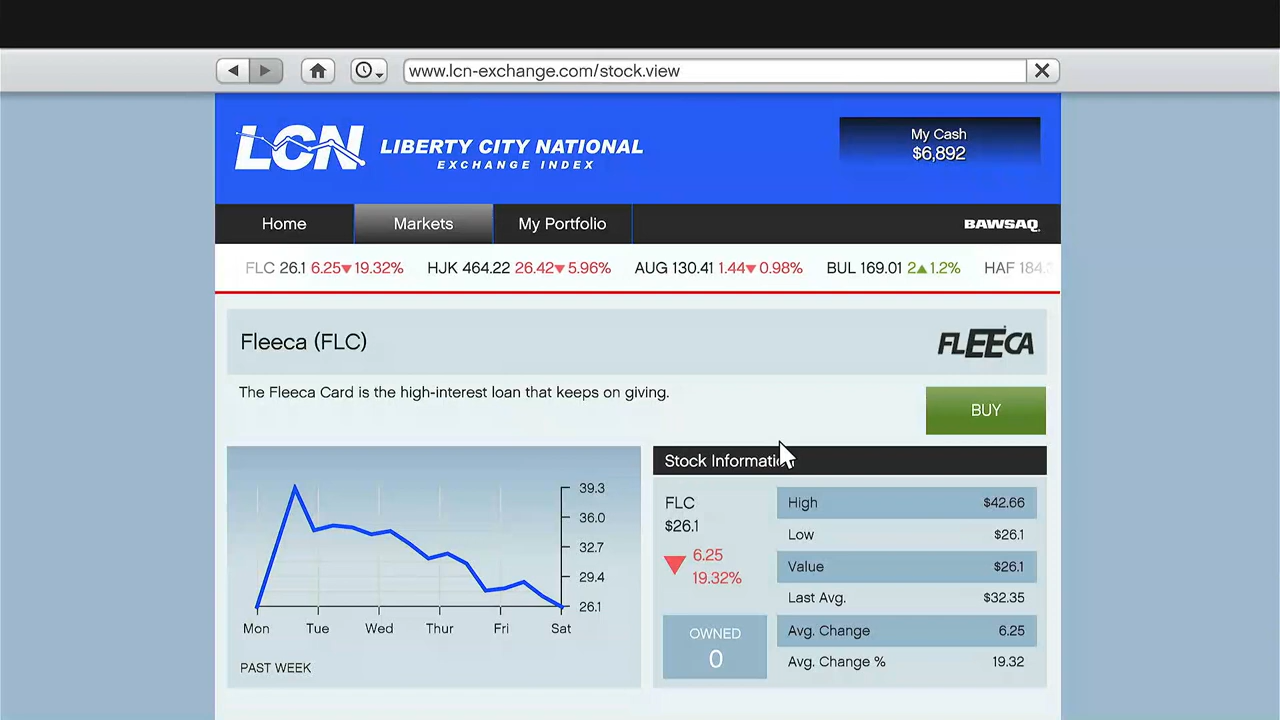 www.lcn-exchange.com/stock.view
LCN LIBERTY CITY NATIONAL
EXCHANGE INDEX
My Cash
$6,892
Home Markets My Portfolio BAWSAQ
FLC 26.1 6.25▼19.32% HJK 464.22 26.42▼5.96% AUG 130.41 1.44▼0.98% BUL 169.01 2▲1.2% HAF 184.3
Fleeca (FLC) FLEECA
The Fleeca Card is the high-interest loan that keeps on giving.
BUY
39.3
36.0
32.7
29.4
26.1
Mon Tue Wed Thur Fri Sat
PAST WEEK
Stock Information
FLC
$26.1
6.25
19.32%
OWNED
0
High $42.66
Low $26.1
Value $26.1
Last Avg. $32.35
Avg. Change 6.25
Avg. Change % 19.32